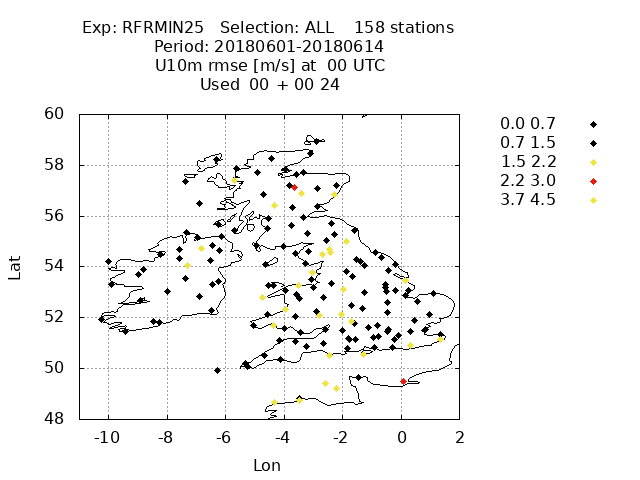 Exp: RFRMIN25 Selection: ALL 158 stations
Period: 20180601-20180614
U10m rmse [m/s] at 00 UTC
Used 00 + 00 24
0.0 0.7
0.7 1.5
1.5 2.2
2.2 3.0
3.7 4.5
Lat
60
58
56
54
52
50
48
-10 -8 -6 -4 -2 0 2
Lon